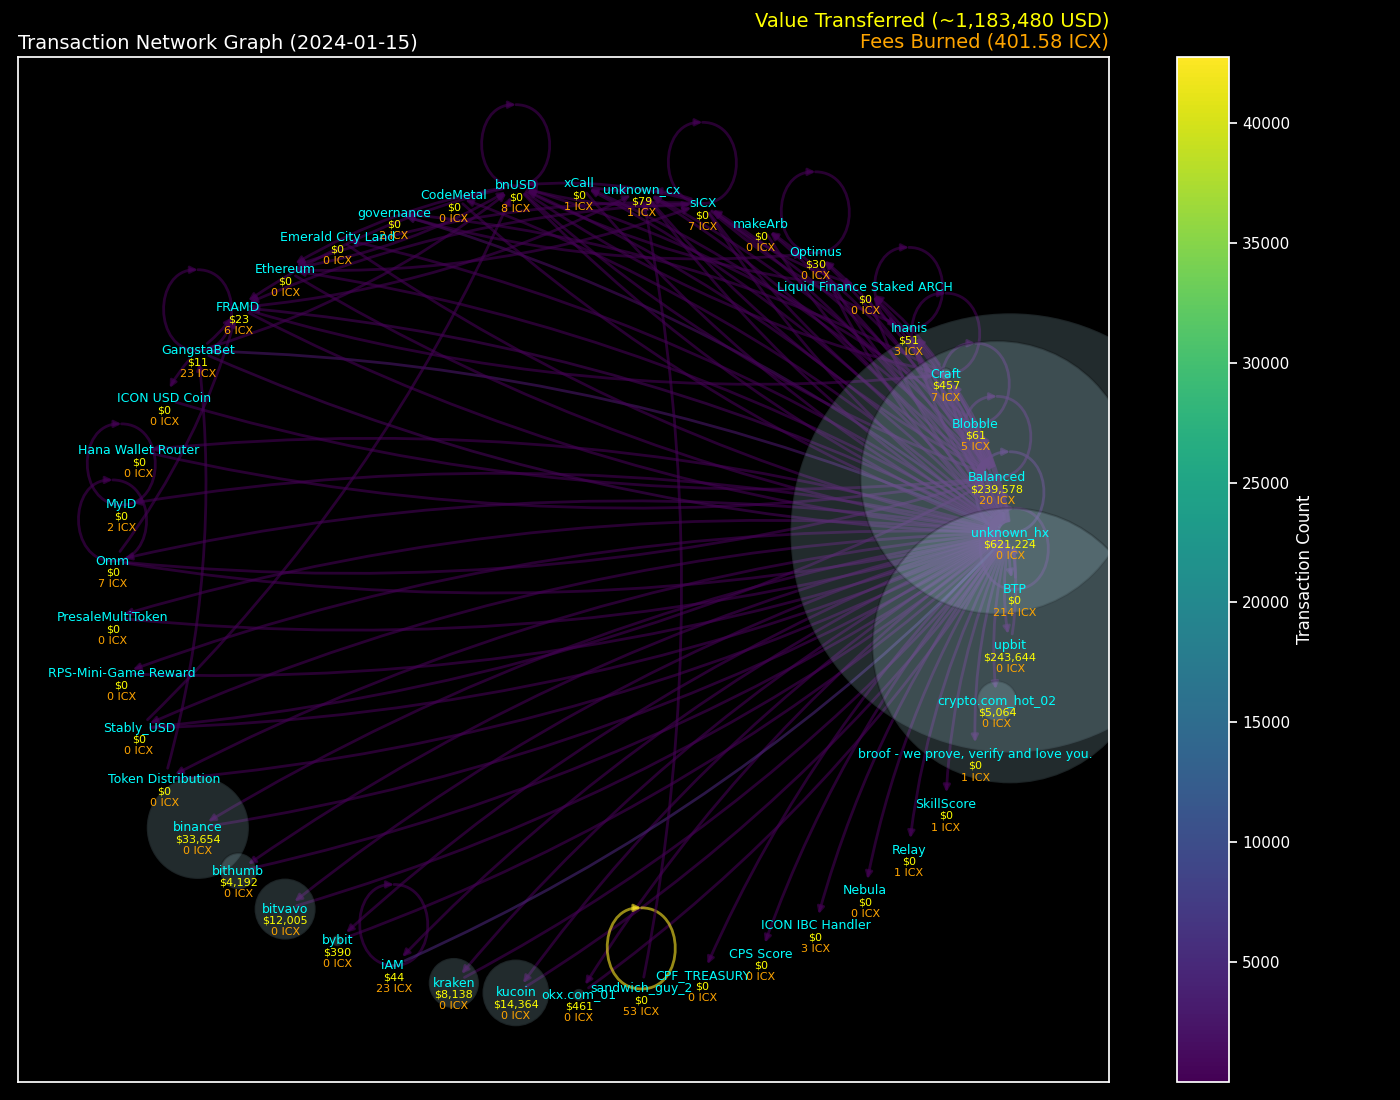 Value Transferred (~1,183,480 USD)
Transaction Network Graph (2024-01-15)
Fees Burned (401.58 ICX)
bnUSD
$0
8 ICX
xCall
$0
1 ICX
unknown_cx
$79
1 ICX
sICX
$0
7 ICX
makeArb
$0
0 ICX
Optimus
$30
0 ICX
Liquid Finance Staked ARCH
$0
0 ICX
Inanis
$51
3 ICX
Craft
$457
7 ICX
Blobble
$61
5 ICX
Balanced
$239,578
20 ICX
unknown_hx
$621,224
0 ICX
BTP
$0
214 ICX
upbit
$243,644
0 ICX
crypto.com_hot_02
$5,064
0 ICX
broof - we prove, verify and love you.
$0
1 ICX
SkillScore
$0
1 ICX
Relay
$0
1 ICX
Nebula
$0
0 ICX
ICON IBC Handler
$0
3 ICX
CPS Score
$0
0 ICX
CPF_TREASURY
$0
0 ICX
sandwich_guy_2
$0
53 ICX
okx.com_01
$461
0 ICX
kucoin
$14,364
0 ICX
kraken
$8,138
0 ICX
iAM
$44
23 ICX
bybit
$390
0 ICX
bitvavo
$12,005
0 ICX
bithumb
$4,192
0 ICX
binance
$33,654
0 ICX
Token Distribution
$0
0 ICX
Stably_USD
$0
0 ICX
RPS-Mini-Game Reward
$0
0 ICX
PresaleMultiToken
$0
0 ICX
Omm
$0
7 ICX
MyID
$0
2 ICX
Hana Wallet Router
$0
0 ICX
ICON USD Coin
$0
0 ICX
GangstaBet
$11
23 ICX
FRAMD
$23
6 ICX
Ethereum
$0
0 ICX
Emerald City Land
$0
0 ICX
governance
$0
ICX
CodeMetal
$0
0 ICX
40000
35000
30000
25000
20000
15000
10000
5000
Transaction Count